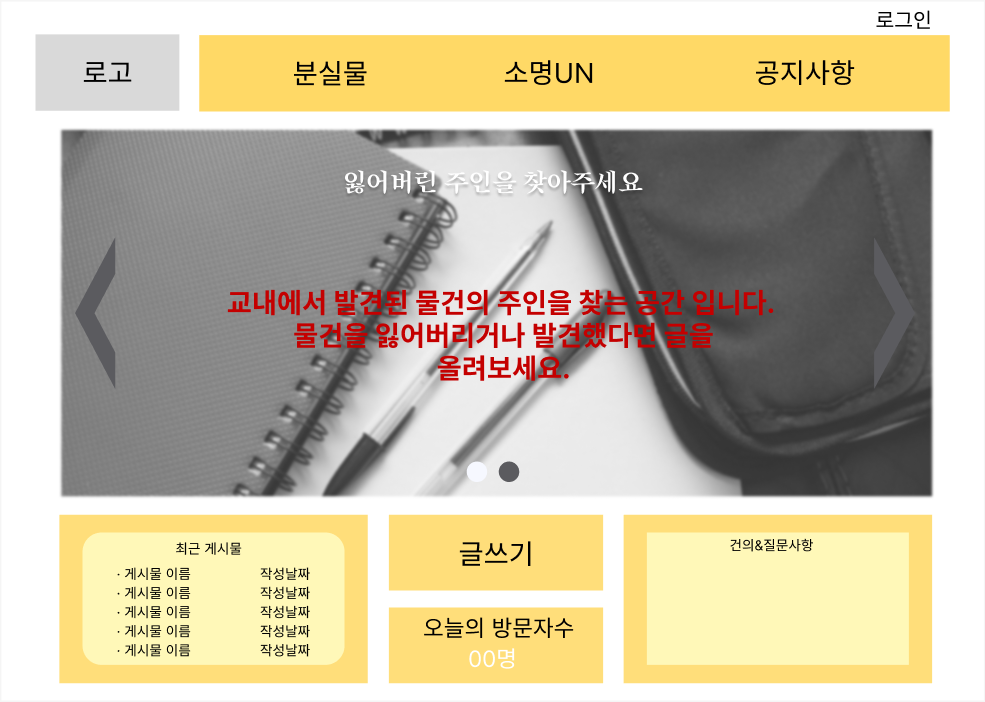 로그인
로고
분실물
소명UN
공지사항
잃어버린 주인을 찾아주세요
교내에서 발견된 물건의 주인을 찾는 공간 입니다.
물건을 잃어버리거나 발견했다면 글을
올려보세요.
최근 게시물
· 게시물 이름 작성날짜
· 게시물 이름 작성날짜
· 게시물 이름 작성날짜
· 게시물 이름 작성날짜
· 게시물 이름 작성날짜
글쓰기
오늘의 방문자수
00명
건의&질문사항